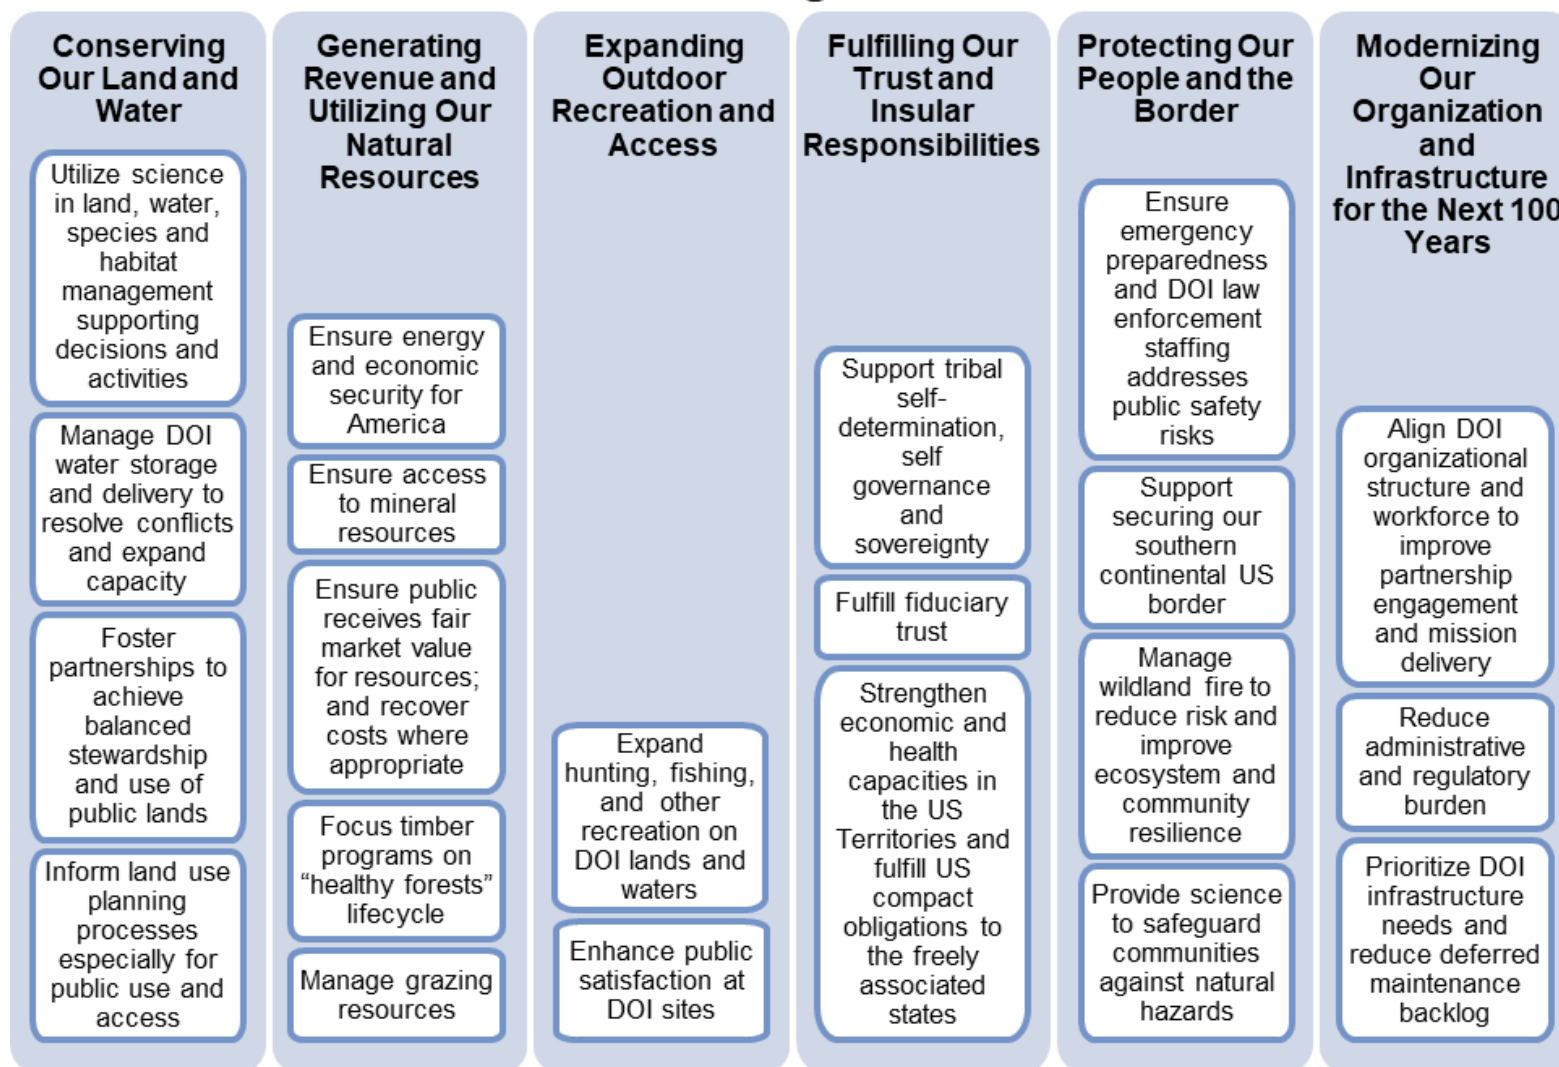 Conserving
Our Land and
Water
Utilize science
in land, water,
species and
habitat
management
supporting
decisions and
activities
Manage DOI
water storage
and delivery to
resolve conflicts
and expand
capacity
Foster
partnerships to
achieve
balanced
stewardship
and use of
public lands
Inform land use
planning
processes
especially for
public use and
access
Generating
Revenue and
Utilizing Our
Natural
Resources
Ensure energy
and economic
security for
America
Ensure access
to mineral
resources
Ensure public
receives fair
market value
for resources;
and recover
costs where
appropriate
Focus timber
programs on
“healthy forests”
lifecycle
Manage grazing
resources
Expanding
Outdoor
Recreation and
Access
Expand
hunting, fishing,
and other
recreation on
DOI lands and
waters
Enhance public
satisfaction at
DOI sites
Fulfilling Our
Trust and
Insular
Responsibilities
Support tribal
self-
determination,
self
governance
and
sovereignty
Fulfill fiduciary
trust
Strengthen
economic and
health
capacities in
the US
Territories and
fulfill US
compact
obligations to
the freely
associated
states
Protecting Our
People and the
Border
Ensure
emergency
preparedness
and DOI law
enforcement
staffing
addresses
public safety
risks
Support
securing our
southern
continental US
border
Manage
wildland fire to
reduce risk and
improve
ecosystem and
community
resilience
Provide science
to safeguard
communities
against natural
hazards
Modernizing
Our
Organization
and
Infrastructure
for the Next 100
Years
Align DOI
organizational
structure and
workforce to
improve
partnership
engagement
and mission
delivery
Reduce
administrative
and regulatory
burden
Prioritize DOI
infrastructure
needs and
reduce deferred
maintenance
backlog